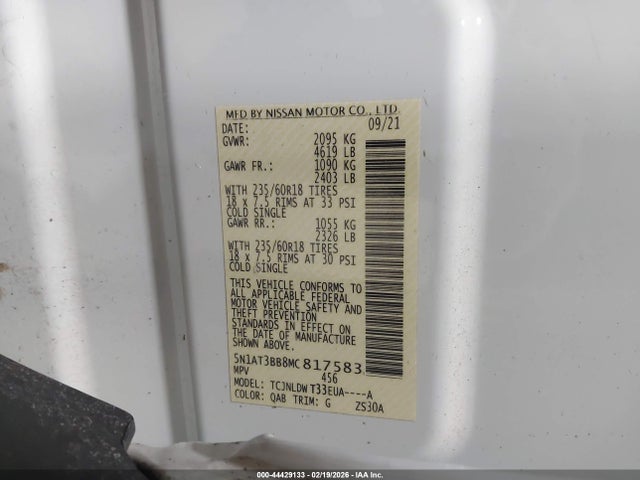 MFD BY NISSAN MOTOR CO., LTD.
DATE: 09/21
GVWR: 2095 KG
4619 LB
GAWR FR.: 1090 KG
2403 LB
WITH 235/60R18 TIRES
18 x 7.5 RIMS AT 33 PSI
COLD SINGLE
GAWR RR.: 1055 KG
2326 LB
WITH 235/60R18 TIRES
18 x 7.5 RIMS AT 30 PSI
COLD SINGLE
THIS VEHICLE CONFORMS TO
ALL APPLICABLE FEDERAL
MOTOR VEHICLE SAFETY AND
THEFT PREVENTION
STANDARDS IN EFFECT ON
THE DATE OF MANUFACTURE
SHOWN ABOVE.
5N1AT3BB8MC817583
MPV 456
MODEL: TCJNLDW T33EUA----A
COLOR: QAB TRIM: G ZS30A
000-44429133 - 02/19/2026 - IAA Inc.